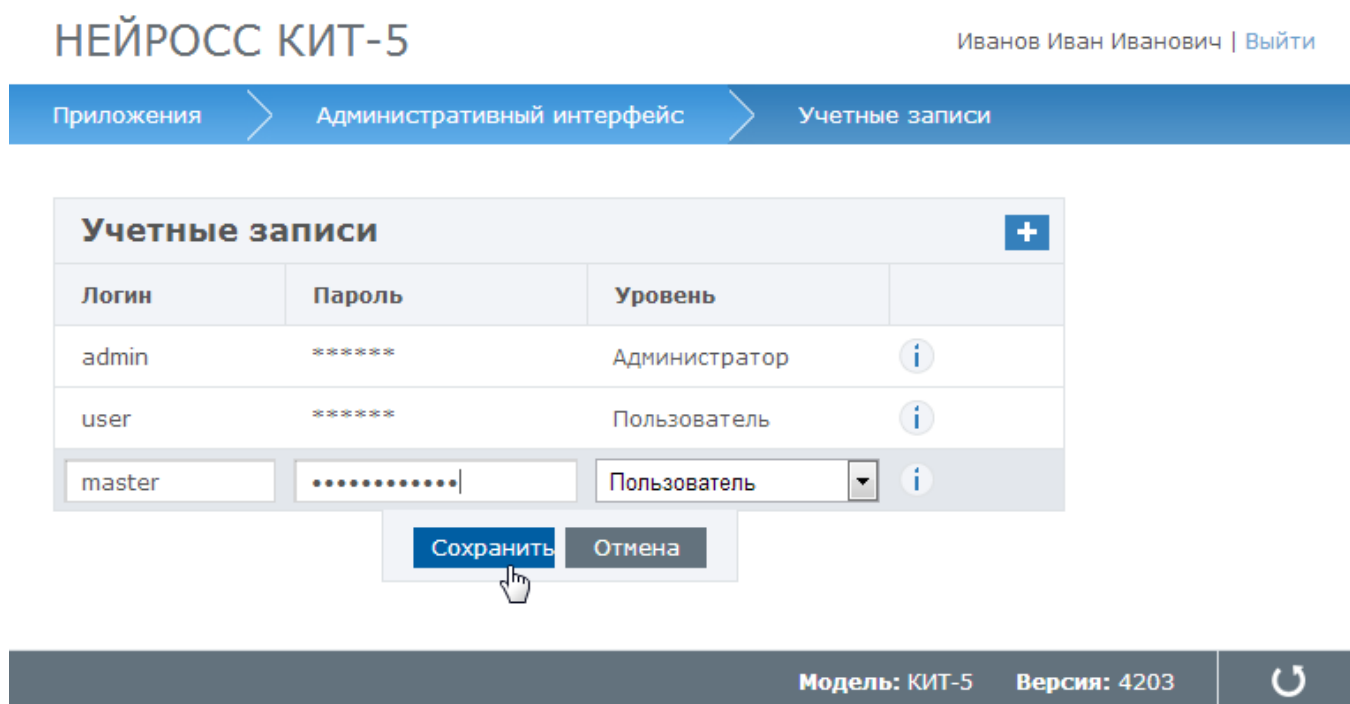 НЕЙРОСС КИТ-5
Иванов Иван Иванович | Выйти
Приложения Административный интерфейс Учетные записи
Учетные записи +
Логин Пароль Уровень
admin ****** Администратор i
user ****** Пользователь i
master •••••••••••• Пользователь i
Сохранить Отмена
Модель: КИТ-5 Версия: 4203